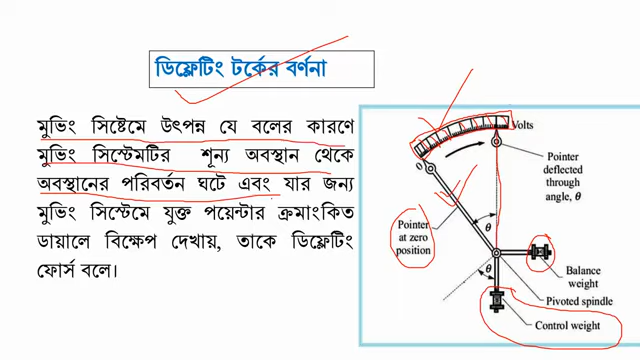 ডিফ্লেটিং টর্কের বর্ণনা
মুভিং সিষ্টেমে উৎপন্ন যে বলের কারণে
মুভিং সিস্টেমটির শূন্য অবস্থান থেকে
অবস্থানের পরিবর্তন ঘটে এবং যার জন্য
মুভিং সিস্টেমে যুক্ত পয়েন্টার ক্রমাংকিত
ডায়ালে বিক্ষেপ দেখায়, তাকে ডিফ্লেটিং
ফোর্স বলে।
Volts
0
Pointer
deflected
through
angle, θ
Pointer
at zero
position
θ
θ
Balance
weight
Pivoted spindle
Control weight